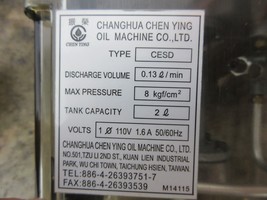 CHANGHUA CHEN YING
OIL MACHINE CO.,LTD.
CHEN YING
TYPE CESD
DISCHARGE VOLUME 0.13 ℓ/min
MAX PRESSURE 8 kgf/cm²
TANK CAPACITY 2 ℓ
VOLTS 1 Ø 110V 1.6 A 50/60Hz
CHANGHUA CHEN YING OIL MACHINE CO., LTD.
NO.501,TZU LI 2ND ST., KUAN LIEN INDUSTRIAL
PARK, WU CHI TOWN, TAICHUNG HSIEN, TAIWAN.
TEL:886-4-26393751-7
FAX:886-4-26393539
M14115